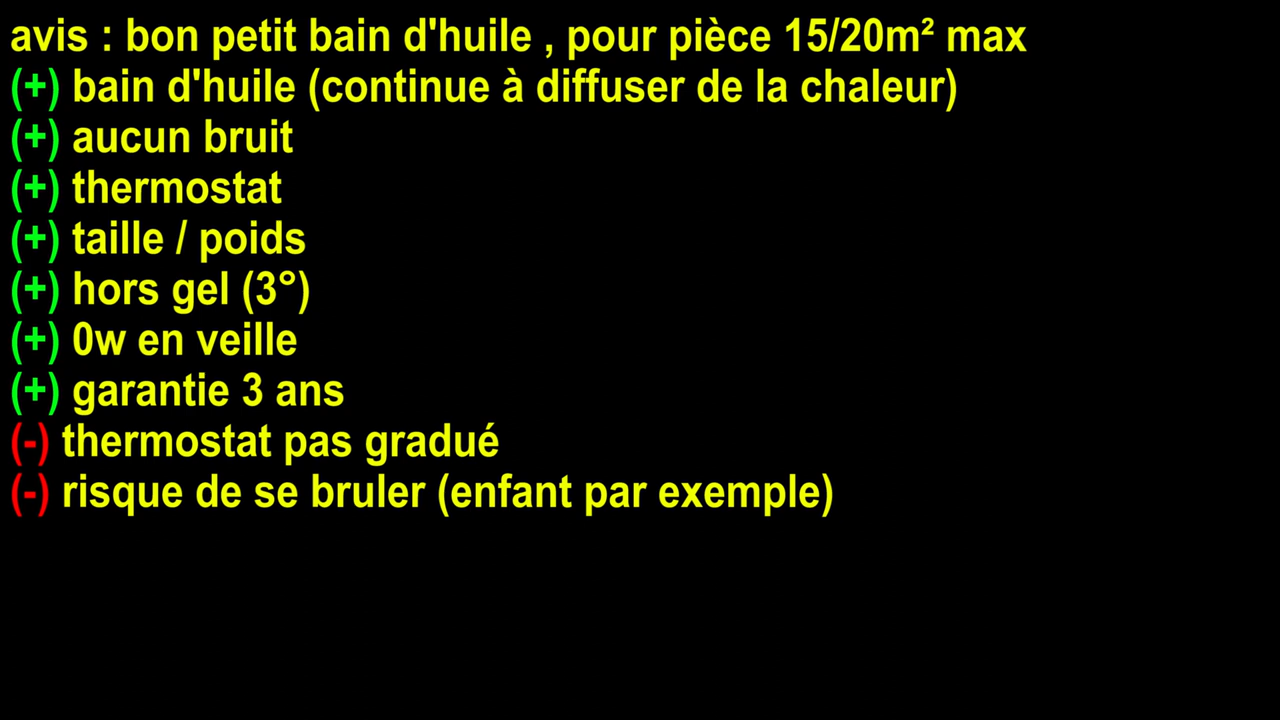 avis : bon petit bain d'huile , pour pièce 15/20m² max
(+) bain d'huile (continue à diffuser de la chaleur)
(+) aucun bruit
(+) thermostat
(+) taille / poids
(+) hors gel (3°)
(+) 0w en veille
(+) garantie 3 ans
(-) thermostat pas gradué
(-) risque de se bruler (enfant par exemple)